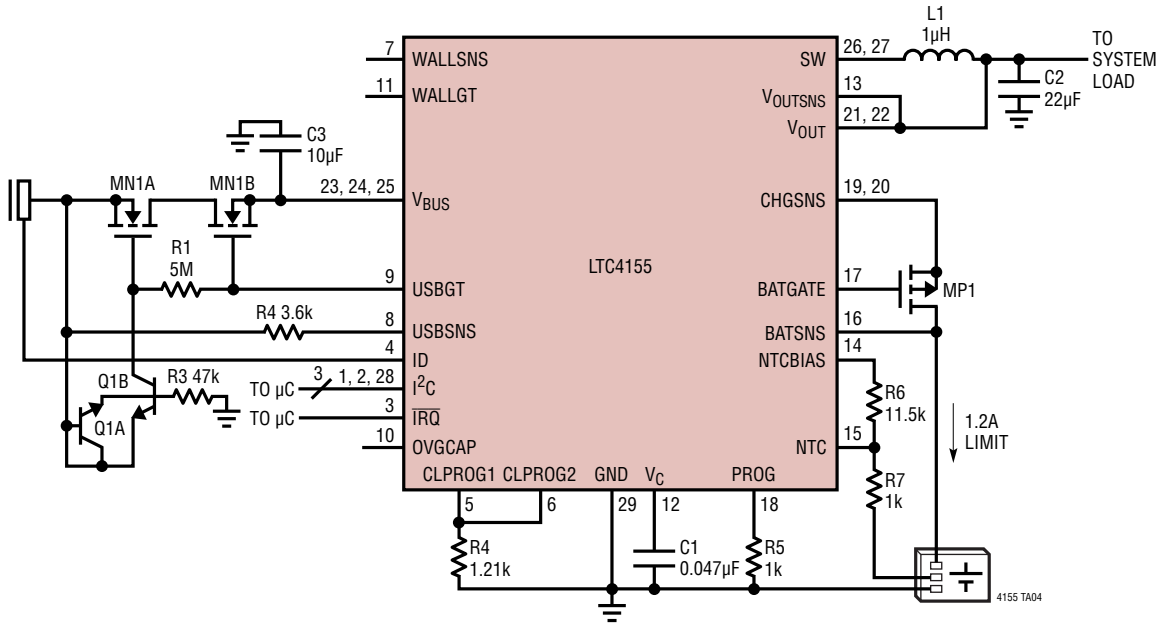 L1
1µH
7
WALLSNS
SW
26, 27
TO
SYSTEM
LOAD
11
WALLGT
VOUTSNS
13
C2
22µF
VOUT
21, 22
C3
10µF
MN1A
MN1B
23, 24, 25
VBUS
CHGSNS
19, 20
R1
5M
LTC4155
9
USBGT
BATGATE
17
MP1
R4 3.6k
8
USBSNS
BATSNS
16
4
ID
NTCBIAS
14
Q1B
R3 47k
TO µC
3
1, 2, 28
I2C
R6
11.5k
Q1A
TO µC
3
IRQ
1.2A
LIMIT
10
OVGCAP
NTC
15
CLPROG1
CLPROG2
GND
VC
PROG
R7
1k
5
6
29
12
18
R4
1.21k
C1
0.047µF
R5
1k
4155 TA04